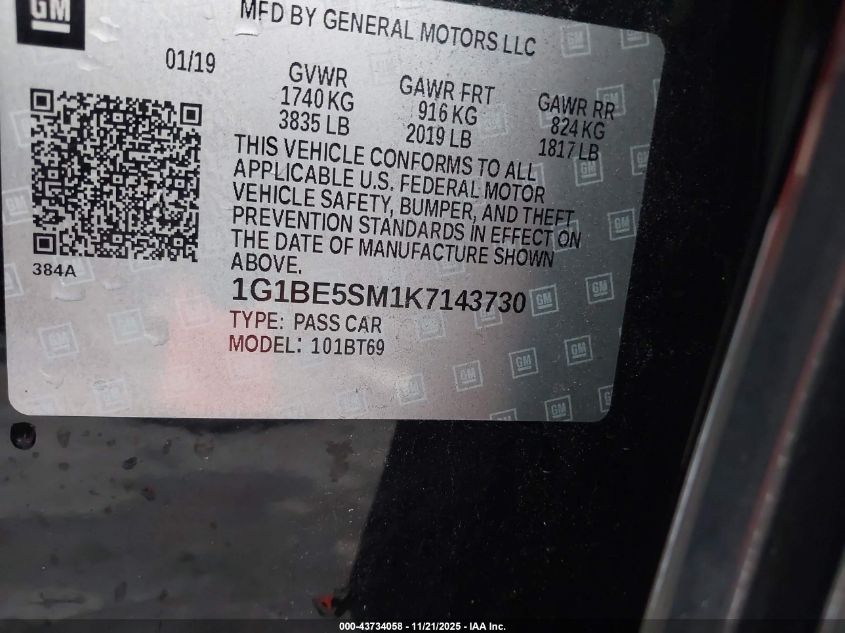 GM
MFD BY GENERAL MOTORS LLC
01/19
GVWR
1740 KG
3835 LB
GAWR FRT
916 KG
2019 LB
GAWR RR
824 KG
1817 LB
THIS VEHICLE CONFORMS TO ALL
APPLICABLE U.S. FEDERAL MOTOR
VEHICLE SAFETY, BUMPER, AND THEFT
PREVENTION STANDARDS IN EFFECT ON
THE DATE OF MANUFACTURE SHOWN
ABOVE.
384A
1G1BE5SM1K7143730
TYPE: PASS CAR
MODEL: 101BT69
000-43734058 - 11/21/2025 - IAA Inc.